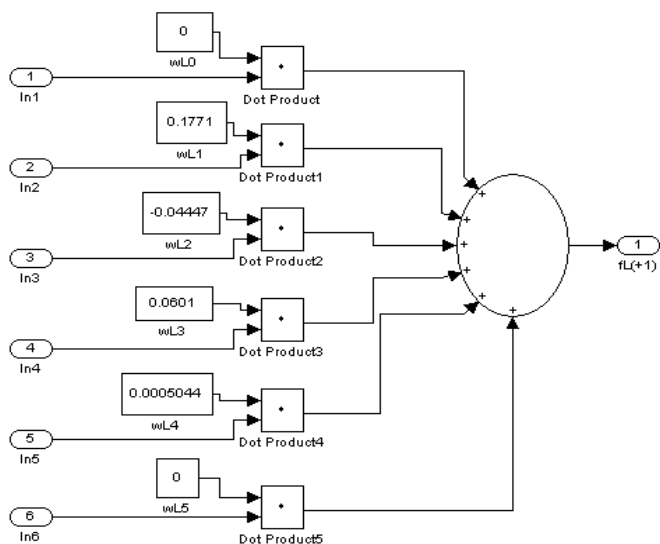 0
wL0
1
In1
Dot Product
0.1771
wL1
2
In2
Dot Product1
-0.04447
wL2
3
In3
Dot Product2
0.0601
wL3
4
In4
Dot Product3
0.0005044
wL4
5
In5
Dot Product4
0
wL5
6
In6
Dot Product5
+
+
+
+
+
+
1
fL(+1)